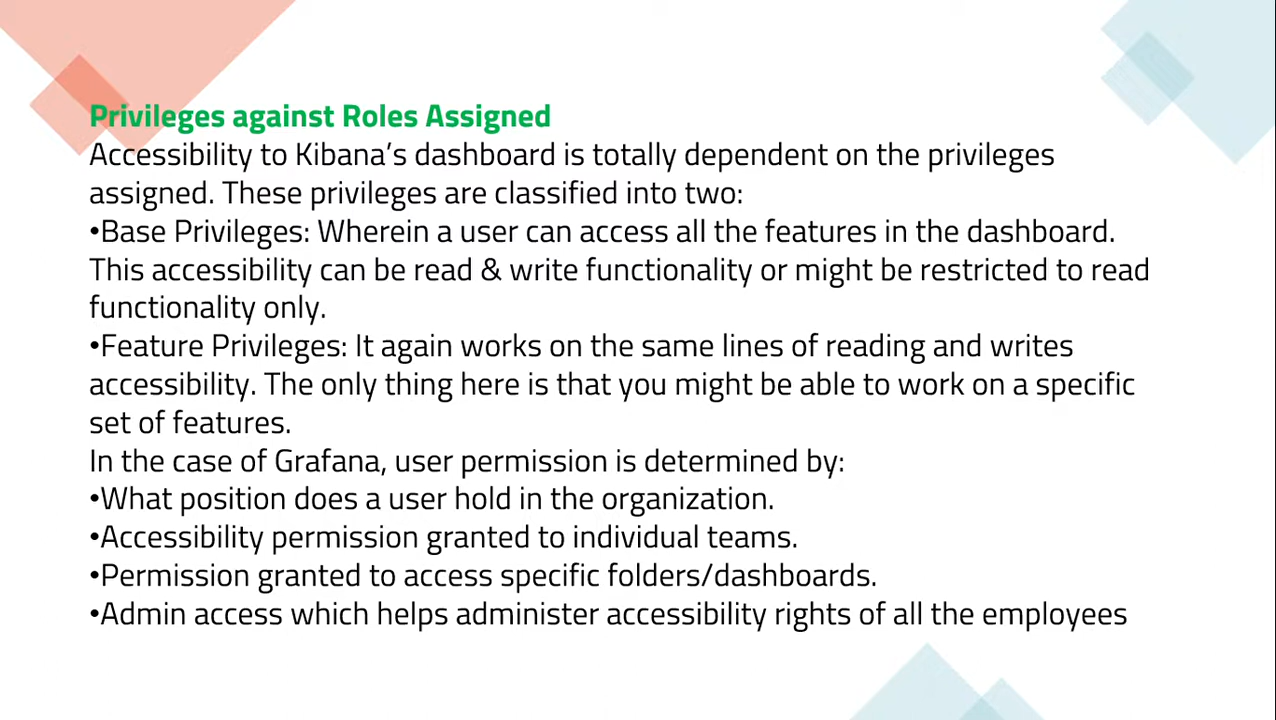 Privileges against Roles Assigned
Accessibility to Kibana’s dashboard is totally dependent on the privileges
assigned. These privileges are classified into two:
•Base Privileges: Wherein a user can access all the features in the dashboard.
This accessibility can be read & write functionality or might be restricted to read
functionality only.
•Feature Privileges: It again works on the same lines of reading and writes
accessibility. The only thing here is that you might be able to work on a specific
set of features.
In the case of Grafana, user permission is determined by:
•What position does a user hold in the organization.
•Accessibility permission granted to individual teams.
•Permission granted to access specific folders/dashboards.
•Admin access which helps administer accessibility rights of all the employees